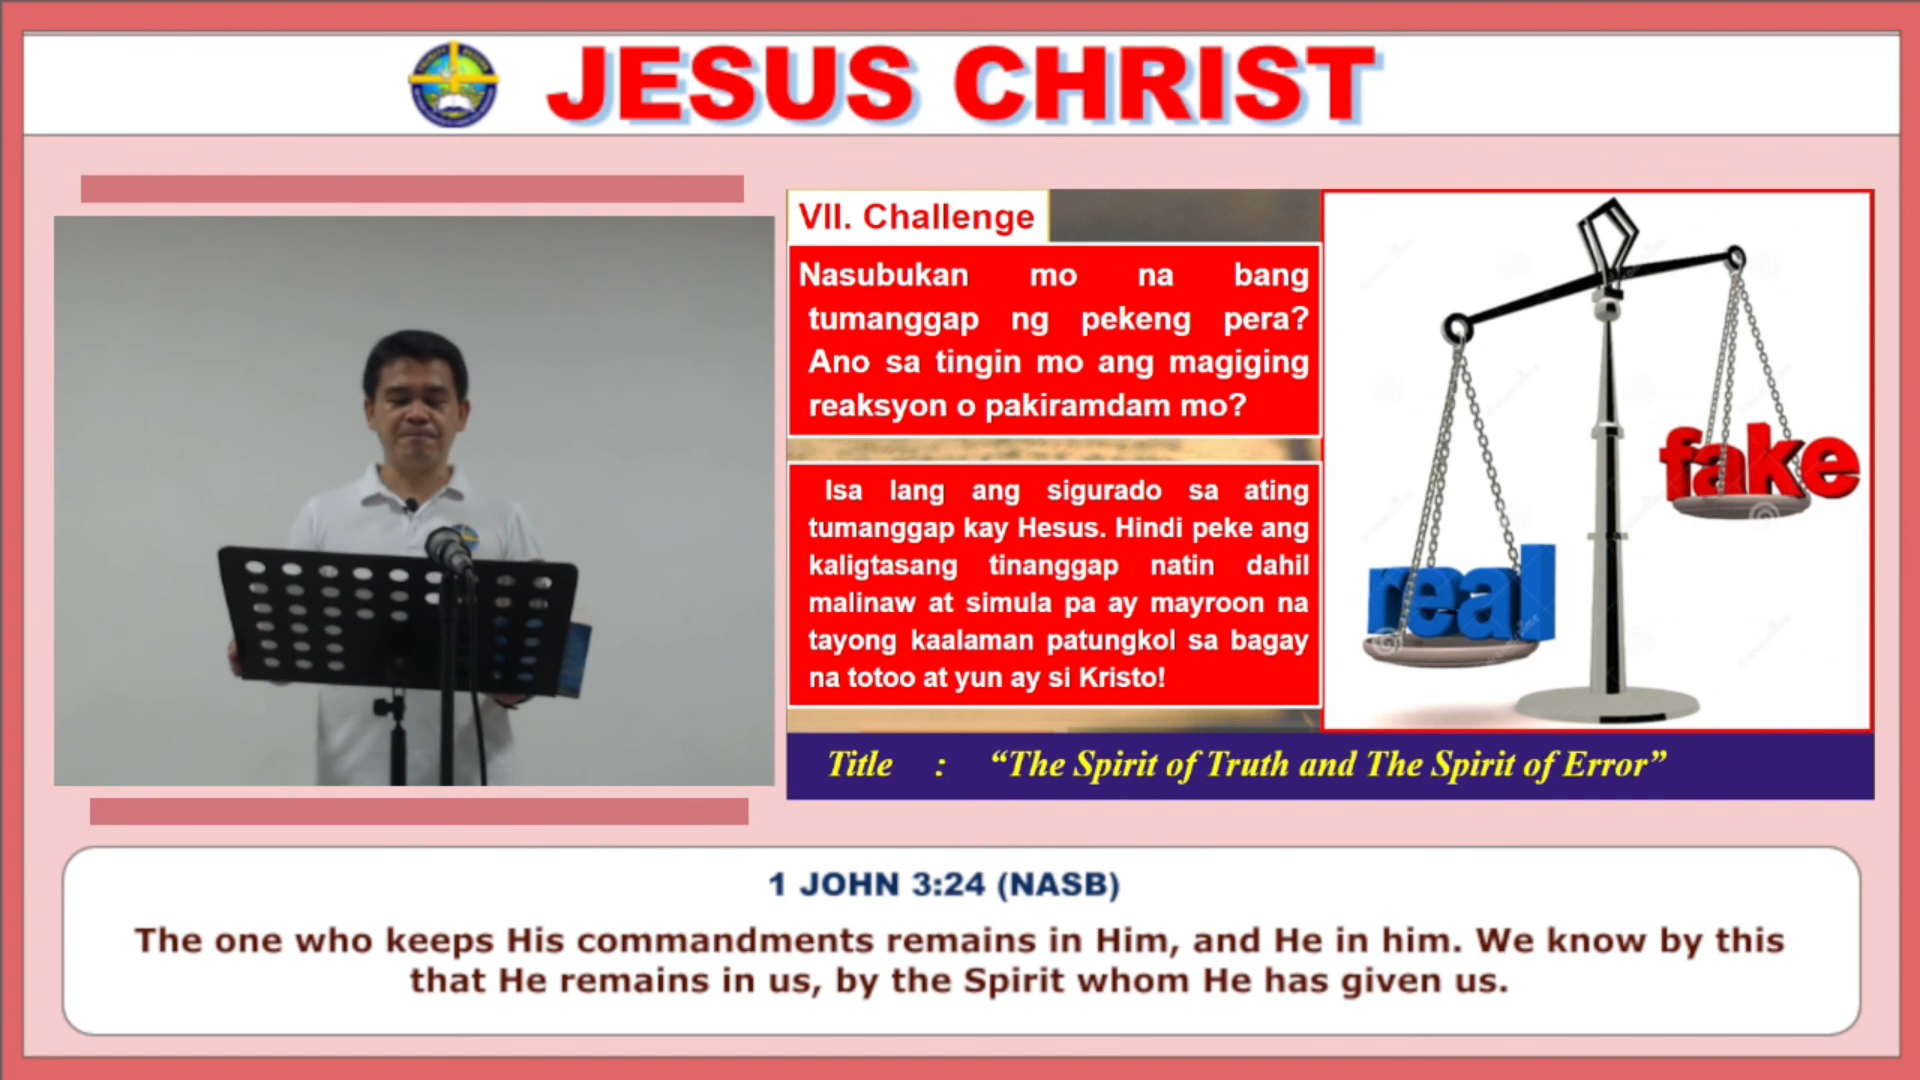 JESUS CHRIST
VII. Challenge
Nasubukan mo na bang
tumanggap ng pekeng pera?
Ano sa tingin mo ang magiging
reaksyon o pakiramdam mo?
Isa lang ang sigurado sa ating
tumanggap kay Hesus. Hindi peke ang
kaligtasang tinanggap natin dahil
malinaw at simula pa ay mayroon na
tayong kaalaman patungkol sa bagay
na totoo at yun ay si Kristo!
fake
real
Title : “The Spirit of Truth and The Spirit of Error”
1 JOHN 3:24 (NASB)
The one who keeps His commandments remains in Him, and He in him. We know by this
that He remains in us, by the Spirit whom He has given us.